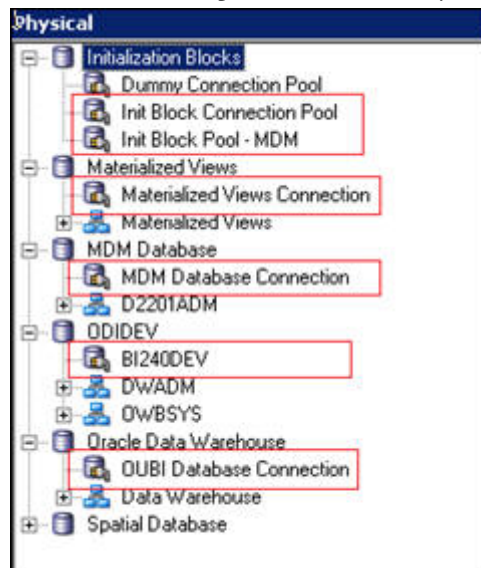 Physical
Initialization Blocks
Dummy Connection Pool
Init Block Connection Pool
Init Block Pool - MDM
Materialized Views
Materialized Views Connection
Materialized Views
MDM Database
MDM Database Connection
D2201ADM
ODIDEV
BI240DEV
DWADM
OWBSYS
Oracle Data Warehouse
OUBI Database Connection
Data Warehouse
Spatial Database